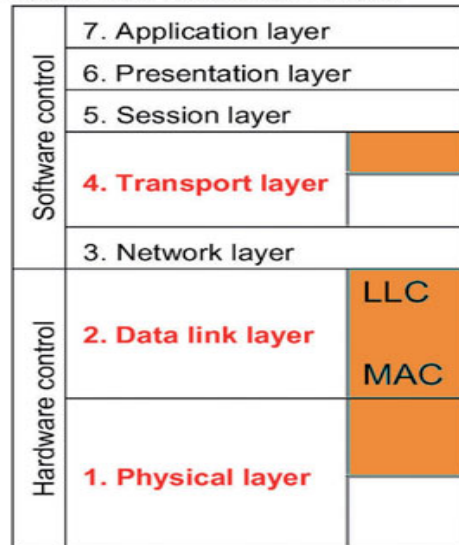 Software control
7. Application layer
6. Presentation layer
5. Session layer
4. Transport layer
3. Network layer
Hardware control
2. Data link layer
LLC
MAC
1. Physical layer